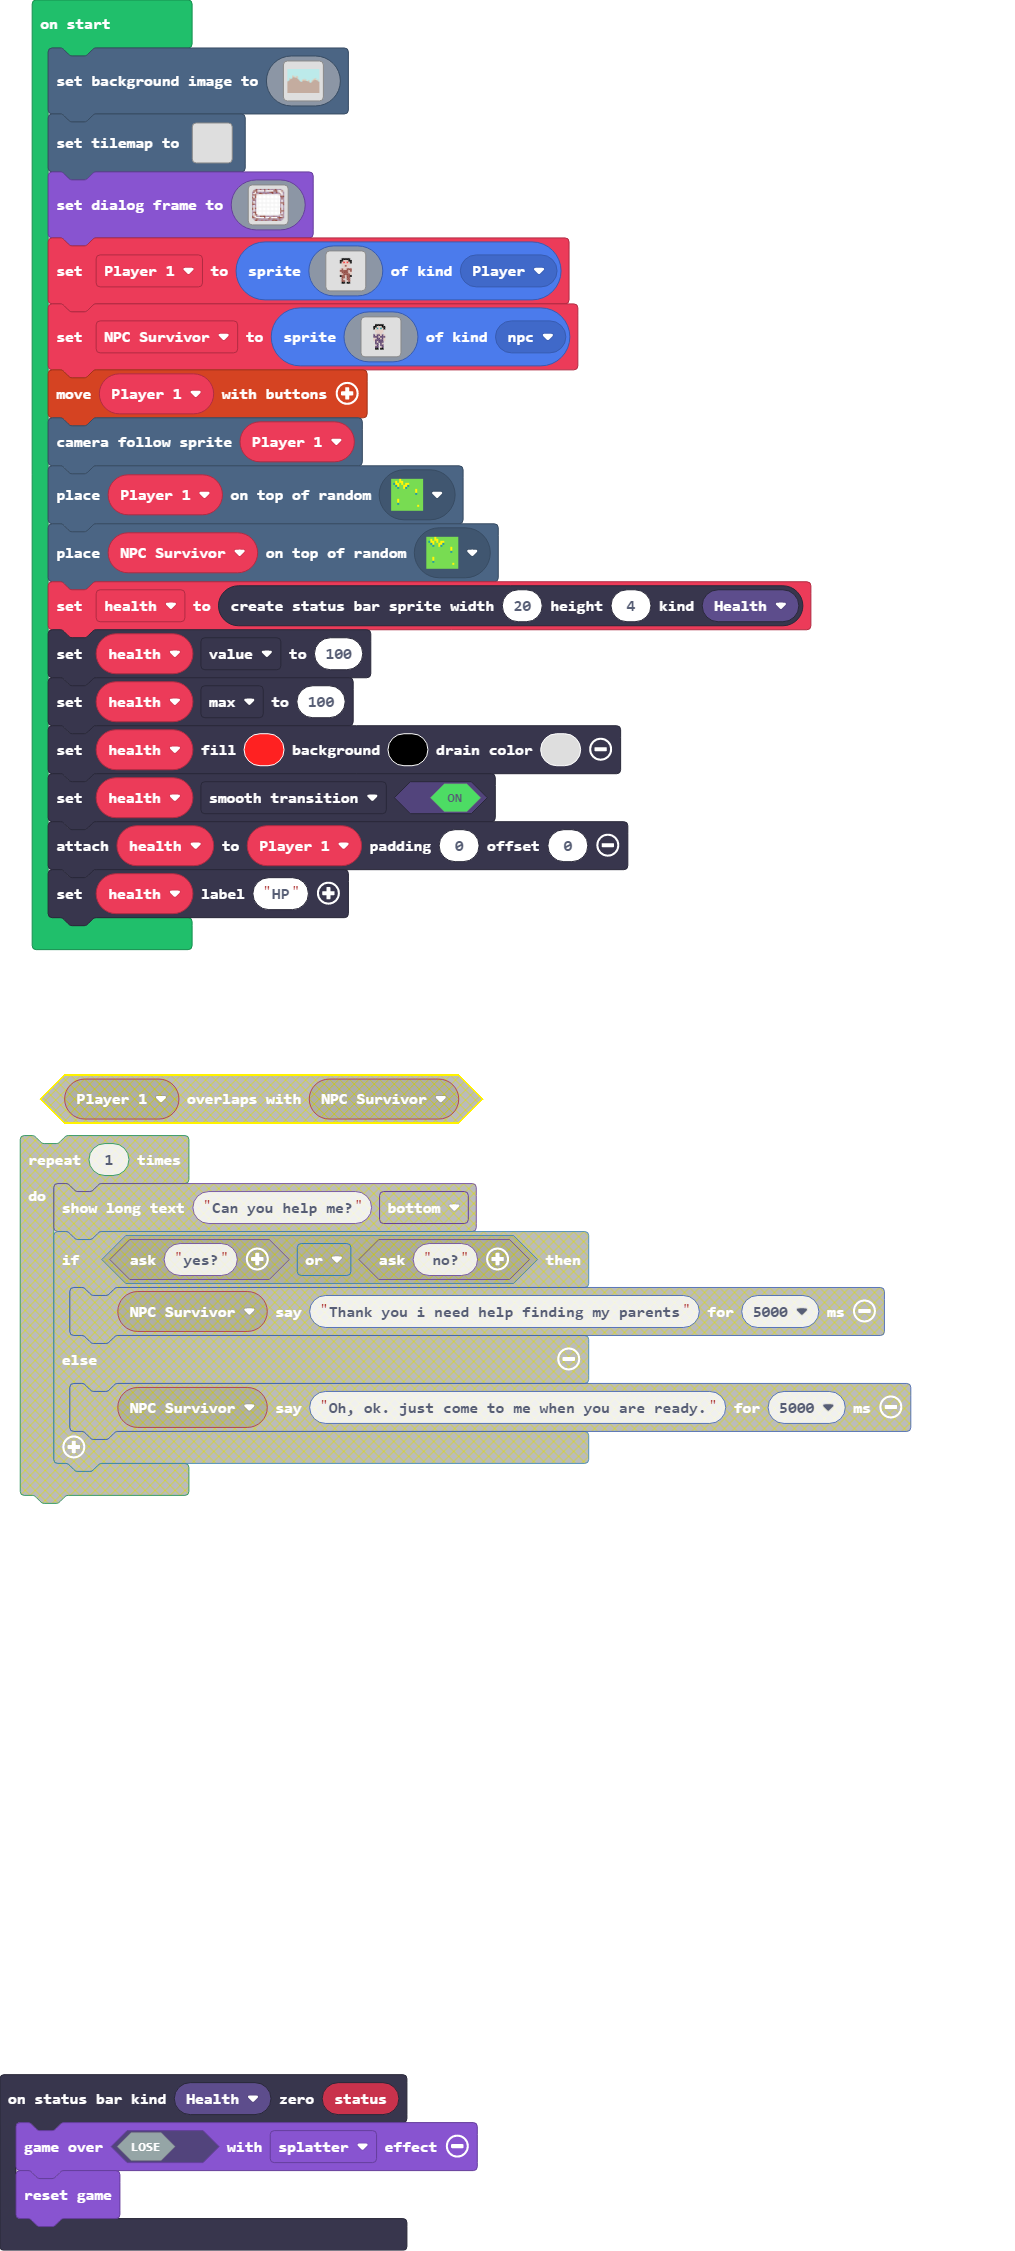 on start
set background image to
set tilemap to
set dialog frame to
set Player 1 to sprite of kind Player
set NPC Survivor to sprite of kind npc
move Player 1 with buttons
camera follow sprite Player 1
place Player 1 on top of random
place NPC Survivor on top of random
set health to create status bar sprite width 20 height 4 kind Health
set health value to 100
set health max to 100
set health fill background drain color
set health smooth transition ON
attach health to Player 1 padding 0 offset 0
set health label "HP"
Player 1 overlaps with NPC Survivor
repeat 1 times
do
show long text "Can you help me?" bottom
if ask "yes?" or ask "no?" then
NPC Survivor say "Thank you i need help finding my parents" for 5000 ms
else
NPC Survivor say "Oh, ok. just come to me when you are ready." for 5000 ms
on status bar kind Health zero status
game over LOSE with splatter effect
reset game